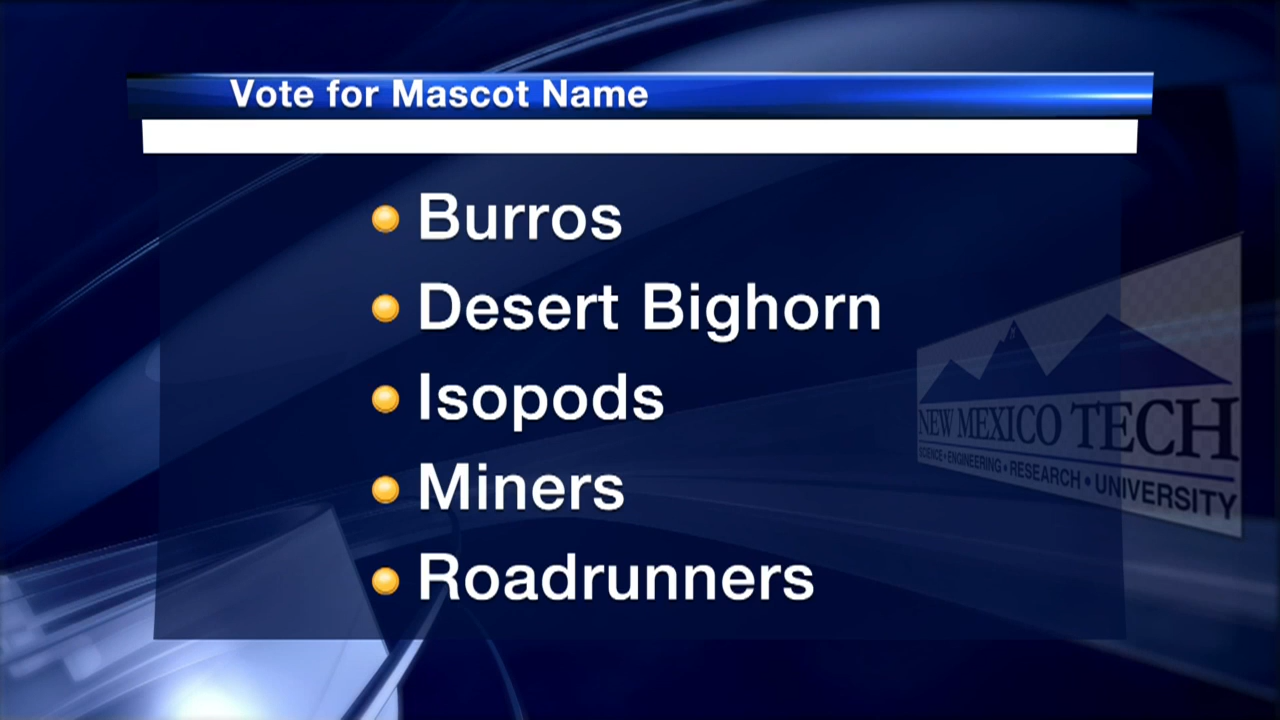 Vote for Mascot Name
Burros
Desert Bighorn
Isopods
Miners
Roadrunners
NEW MEXICO TECH
SCIENCE • ENGINEERING • RESEARCH • UNIVERSITY